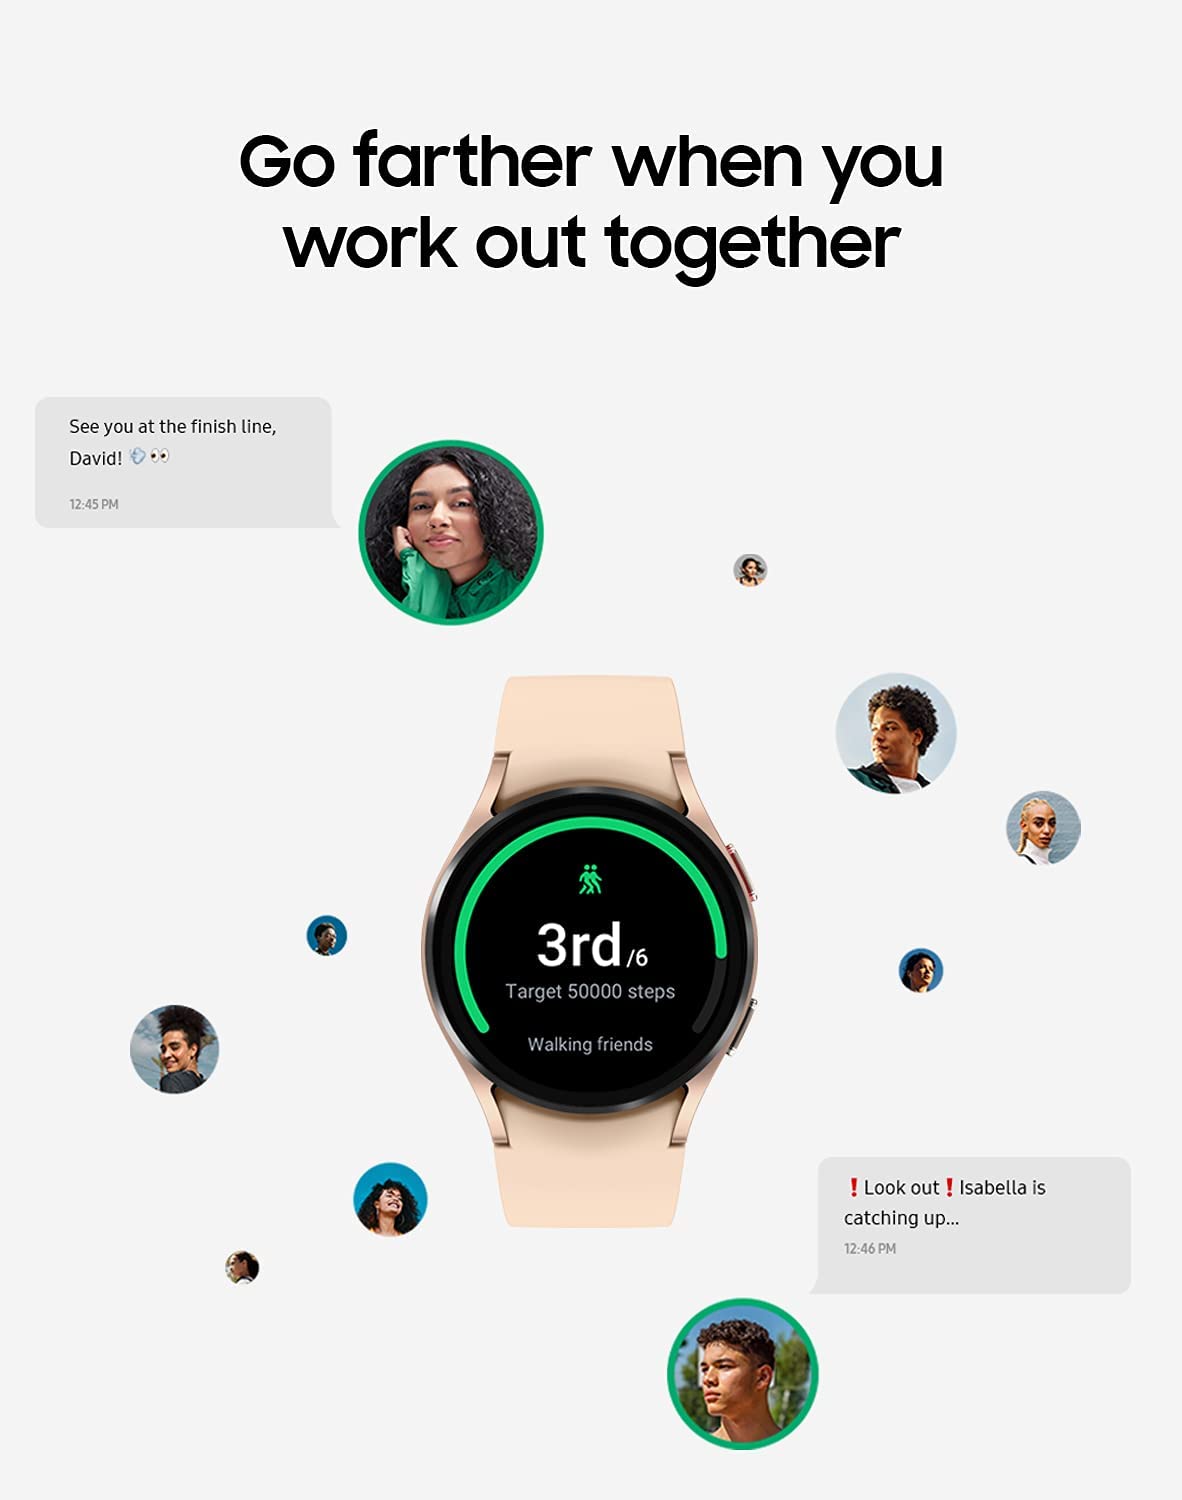 Go farther when you
work out together
See you at the finish line,
David! 💨👀
12:45 PM
3rd/6
Target 50000 steps
Walking friends
❗Look out❗Isabella is
catching up...
12:46 PM